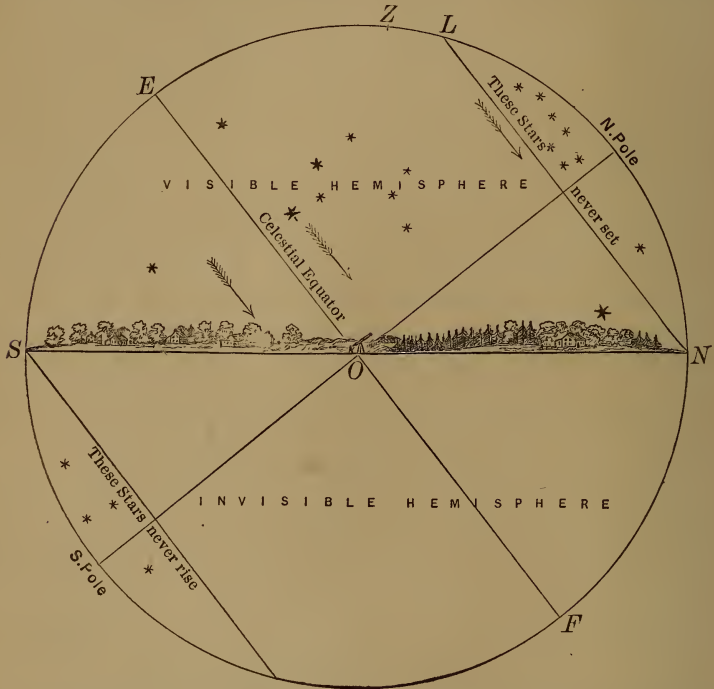 Z
L
E
These Stars
N.Pole
VISIBLE HEMISPHERE
never set
Celestial Equator
S
N
O
These Stars
INVISIBLE HEMISPHERE
never rise
S.Pole
F